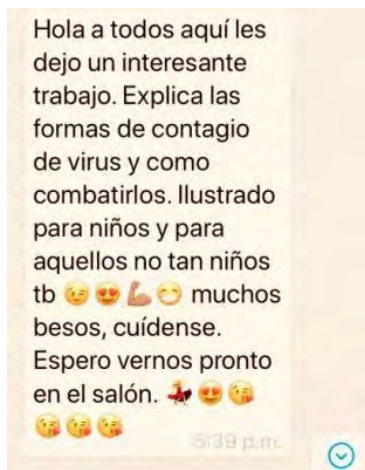 Hola a todos aquí les
dejo un interesante
trabajo. Explica las
formas de contagio
de virus y como
combatirlos. Ilustrado
para niños y para
aquellos no tan niños
tb 😉😍💪🏽😷 muchos
besos, cuídense.
Espero vernos pronto
en el salón. 💃😍😘
😘😘😘
5:39 p.m.